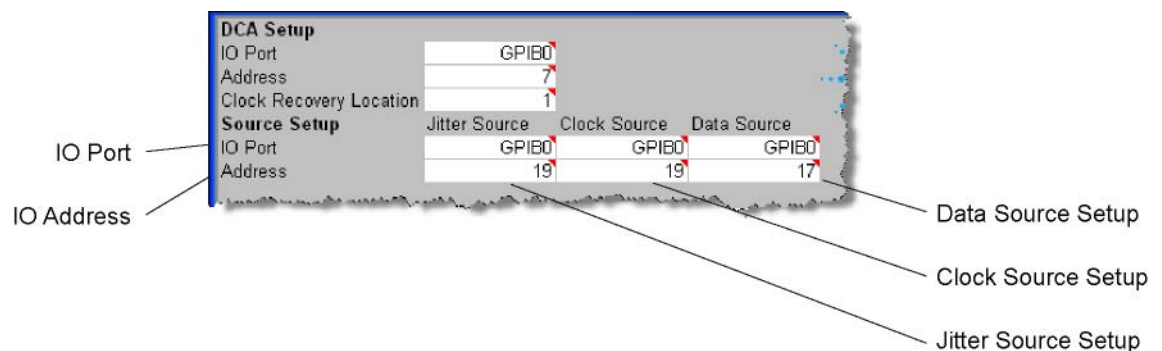 DCA Setup
IO Port GPIB0
Address 7
Clock Recovery Location 1
Source Setup Jitter Source Clock Source Data Source
IO Port GPIB0 GPIB0 GPIB0
Address 19 19 17
IO Port
IO Address
Data Source Setup
Clock Source Setup
Jitter Source Setup